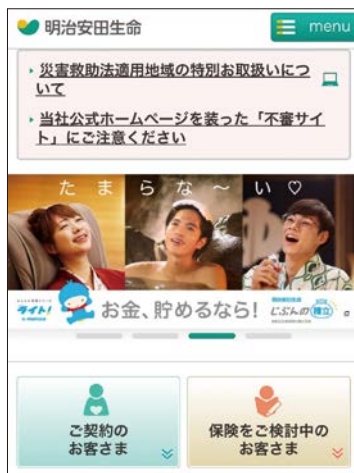 明治安田生命
menu
災害救助法適用地域の特別お取扱いについ
いて
当社公式ホームページを装った「不審サイ
ト」にご注意ください
たまらな～い♡
お金、貯めるなら!
じぶんの積立
ご契約の
お客さま
保険をご検討中の
お客さま